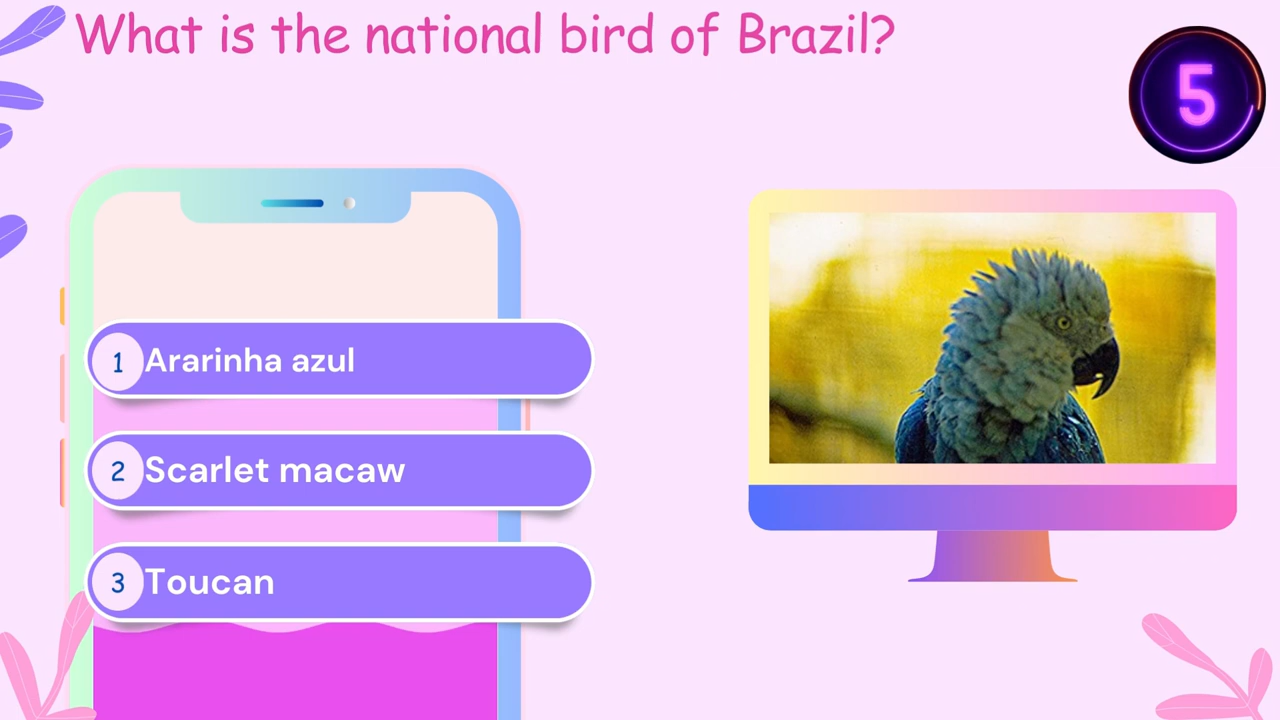 What is the national bird of Brazil?
5
1 Ararinha azul
2 Scarlet macaw
3 Toucan